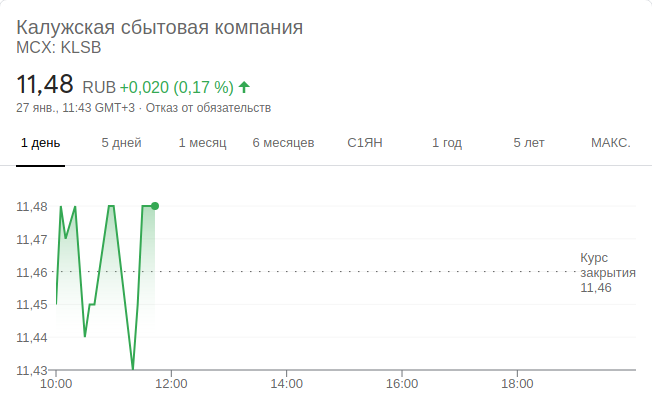 Калужская сбытовая компания
MCX: KLSB
11,48 RUB +0,020 (0,17 %)
27 янв., 11:43 GMT+3 · Отказ от обязательств
1 день 5 дней 1 месяц 6 месяцев С1ЯН 1 год 5 лет МАКС.
11,48
11,47
11,46
11,45
11,44
11,43
Курс
закрытия
11,46
10:00 12:00 14:00 16:00 18:00